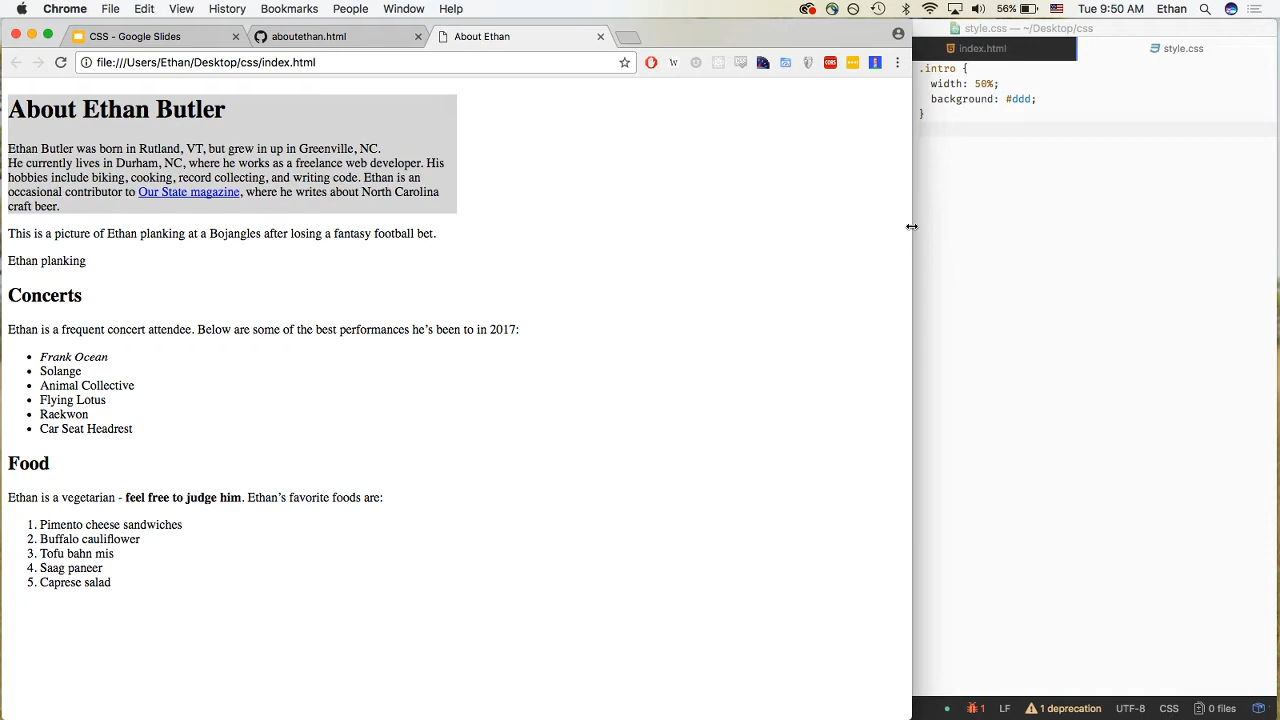 Chrome File Edit View History Bookmarks People Window Help 56% Tue 9:50 AM Ethan
CSS - Google Slides
aboutethan.html
About Ethan
style.css — ~/Desktop/css
file:///Users/Ethan/Desktop/css/index.html
index.html
style.css
.intro {
width: 50%;
background: #ddd;
}
About Ethan Butler
Ethan Butler was born in Rutland, VT, but grew in up in Greenville, NC.
He currently lives in Durham, NC, where he works as a freelance web developer. His
hobbies include biking, cooking, record collecting, and writing code. Ethan is an
occasional contributor to Our State magazine, where he writes about North Carolina
craft beer.
This is a picture of Ethan planking at a Bojangles after losing a fantasy football bet.
Ethan planking
Concerts
Ethan is a frequent concert attendee. Below are some of the best performances he’s been to in 2017:
• Frank Ocean
• Solange
• Animal Collective
• Flying Lotus
• Raekwon
• Car Seat Headrest
Food
Ethan is a vegetarian - feel free to judge him. Ethan’s favorite foods are:
1. Pimento cheese sandwiches
2. Buffalo cauliflower
3. Tofu bahn mis
4. Saag paneer
5. Caprese salad
1 LF 1 deprecation UTF-8 CSS 0 files